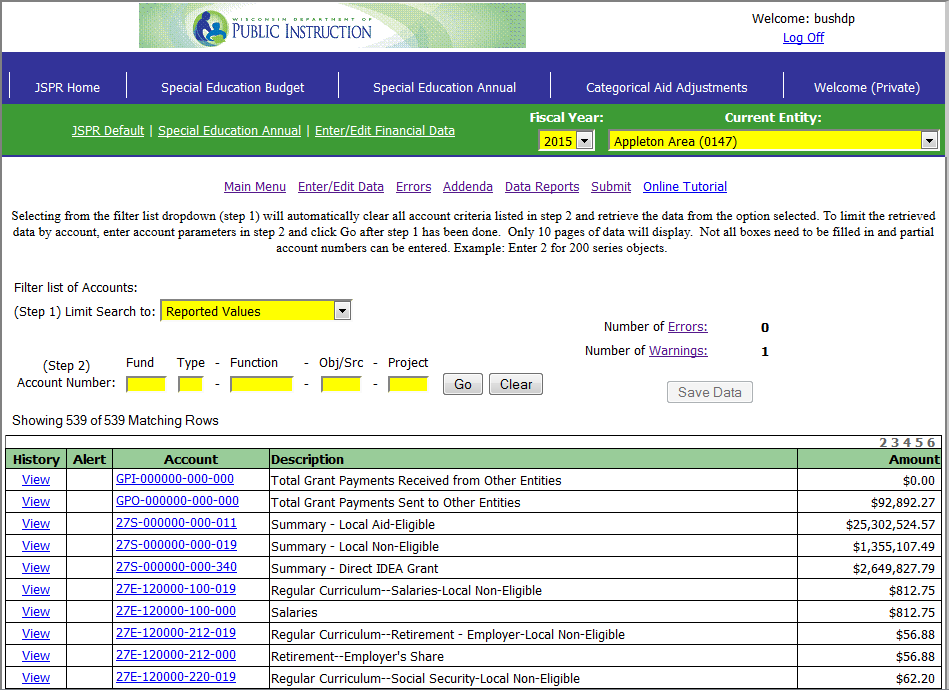 WISCONSIN DEPARTMENT OF
PUBLIC INSTRUCTION
Welcome: bushdp
Log Off
JSPR Home
Special Education Budget
Special Education Annual
Categorical Aid Adjustments
Welcome (Private)
JSPR Default | Special Education Annual | Enter/Edit Financial Data
Fiscal Year:
Current Entity:
2015
Appleton Area (0147)
Main Menu Enter/Edit Data Errors Addenda Data Reports Submit Online Tutorial
Selecting from the filter list dropdown (step 1) will automatically clear all account criteria listed in step 2 and retrieve the data from the option selected. To limit the retrieved
data by account, enter account parameters in step 2 and click Go after step 1 has been done. Only 10 pages of data will display. Not all boxes need to be filled in and partial
account numbers can be entered. Example: Enter 2 for 200 series objects.
Filter list of Accounts:
(Step 1) Limit Search to: Reported Values
Number of Errors: 0
Number of Warnings: 1
(Step 2) Fund Type - Function - Obj/Src - Project
Account Number: - - - Go Clear
Save Data
Showing 539 of 539 Matching Rows
2 3 4 5 6
History Alert Account Description Amount
View GPI-000000-000-000 Total Grant Payments Received from Other Entities $0.00
View GPO-000000-000-000 Total Grant Payments Sent to Other Entities $92,892.27
View 27S-000000-000-011 Summary - Local Aid-Eligible $25,302,524.57
View 27S-000000-000-019 Summary - Local Non-Eligible $1,355,107.49
View 27S-000000-000-340 Summary - Direct IDEA Grant $2,649,827.79
View 27E-120000-100-019 Regular Curriculum--Salaries-Local Non-Eligible $812.75
View 27E-120000-100-000 Salaries $812.75
View 27E-120000-212-019 Regular Curriculum--Retirement - Employer-Local Non-Eligible $56.88
View 27E-120000-212-000 Retirement--Employer's Share $56.88
View 27E-120000-220-019 Regular Curriculum--Social Security-Local Non-Eligible $62.20